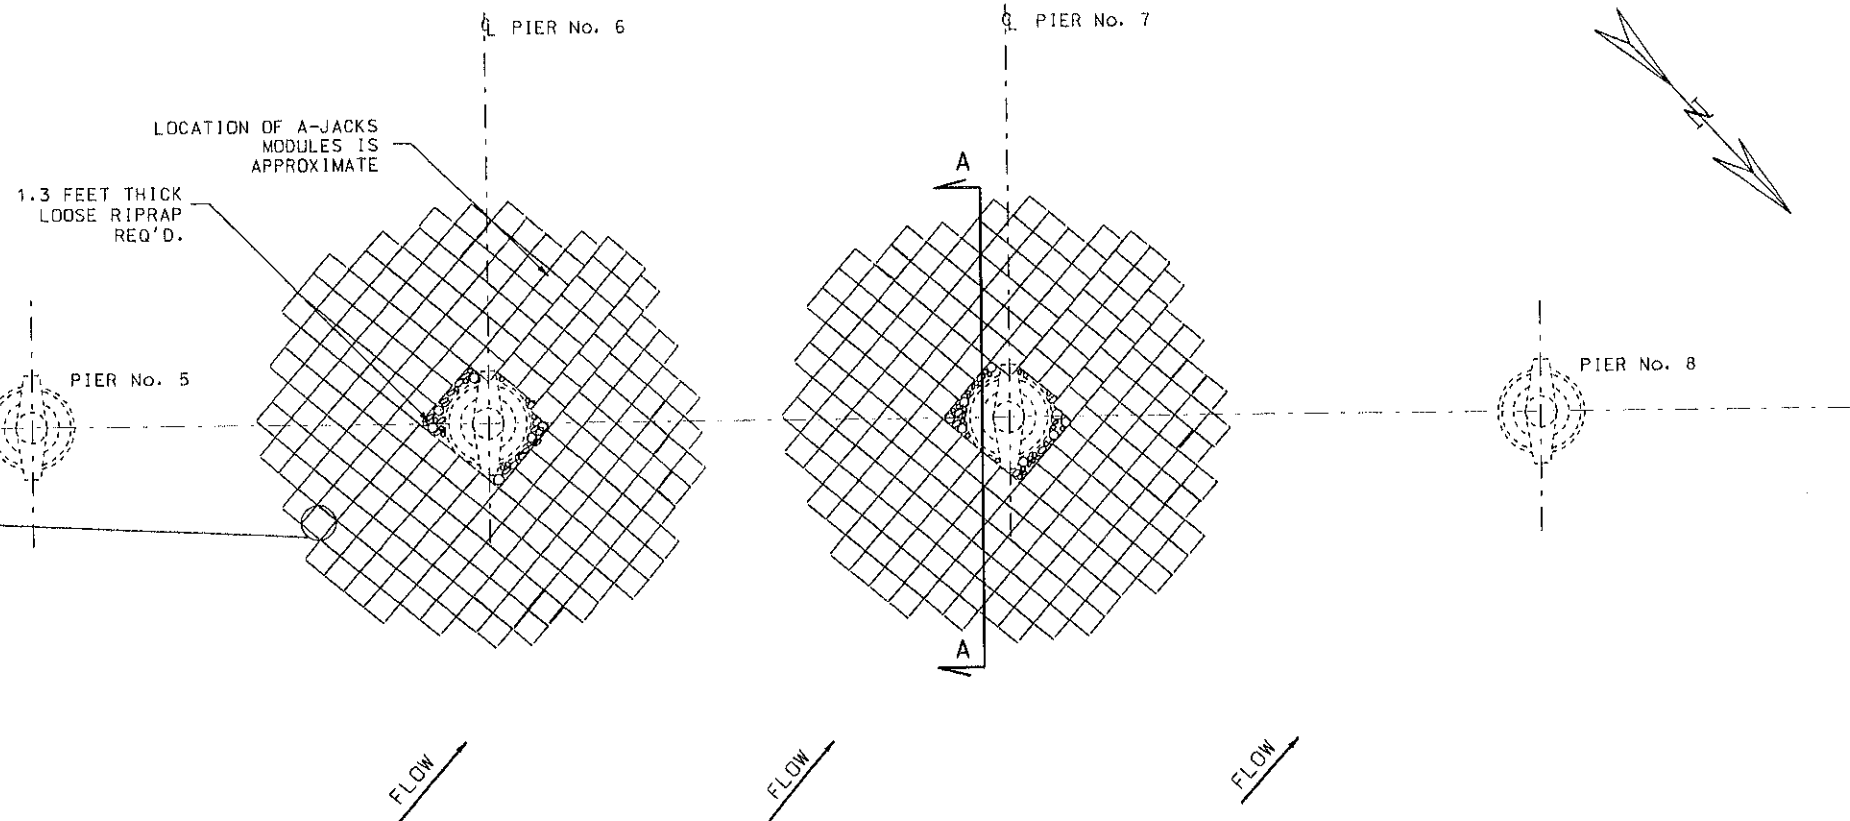 ℄ PIER No. 6
℄ PIER No. 7
LOCATION OF A-JACKS
MODULES IS
APPROXIMATE
1.3 FEET THICK
LOOSE RIPRAP
REQ'D.
N
A
PIER No. 5
PIER No. 8
A
FLOW
FLOW
FLOW